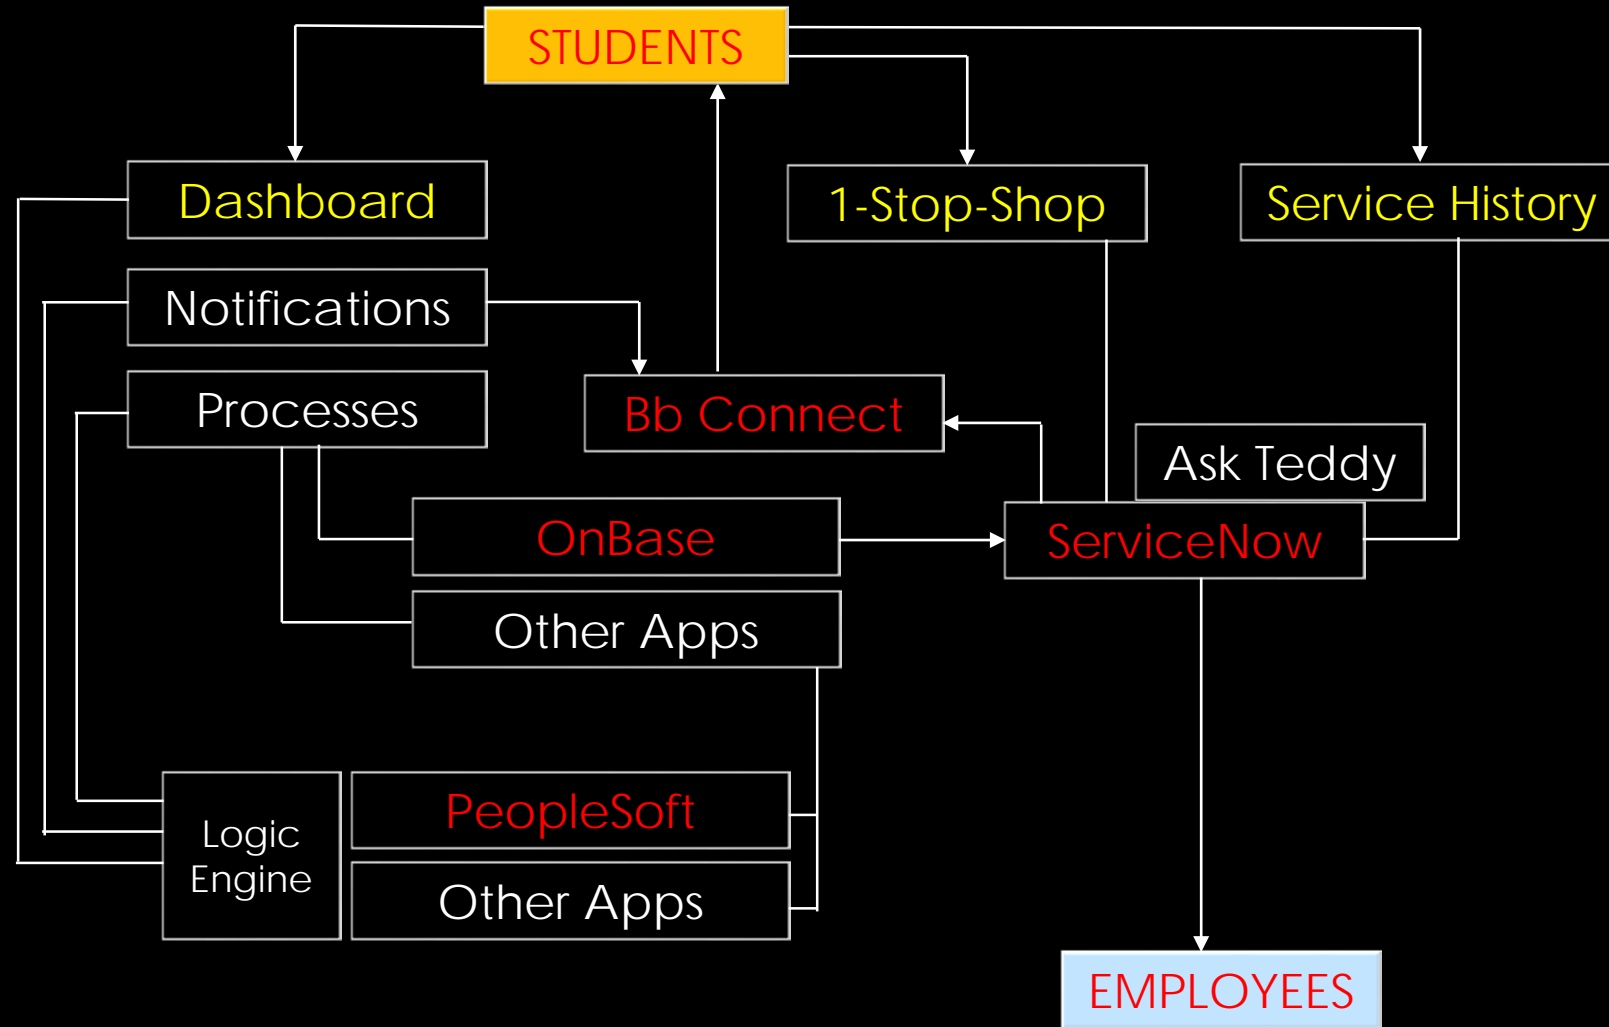 STUDENTS
Dashboard
1-Stop-Shop
Service History
Notifications
Processes
Bb Connect
Ask Teddy
OnBase
ServiceNow
Other Apps
PeopleSoft
Logic
Engine
Other Apps
EMPLOYEES